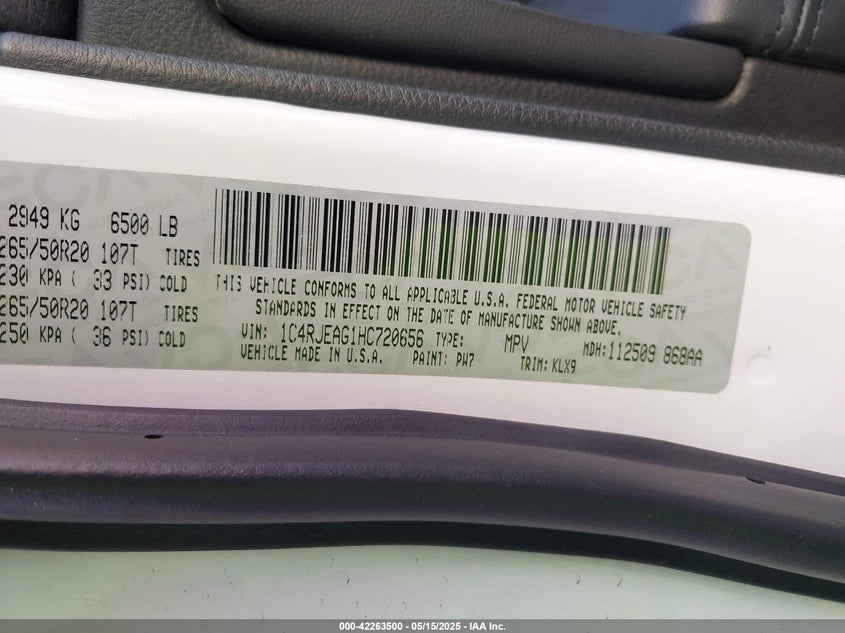 2949 KG 6500 LB
265/50R20 107T TIRES
230 KPA ( 33 PSI) COLD
265/50R20 107T TIRES
250 KPA ( 36 PSI) COLD
THIS VEHICLE CONFORMS TO ALL APPLICABLE U.S.A. FEDERAL MOTOR VEHICLE SAFETY
STANDARDS IN EFFECT ON THE DATE OF MANUFACTURE SHOWN ABOVE.
VIN: 1C4RJEAG1HC720656 TYPE: MPV MDH:112509 868AA
VEHICLE MADE IN U.S.A. PAINT: PW7 TRIM: KLX9
000-42263500 - 05/15/2025 - IAA Inc.